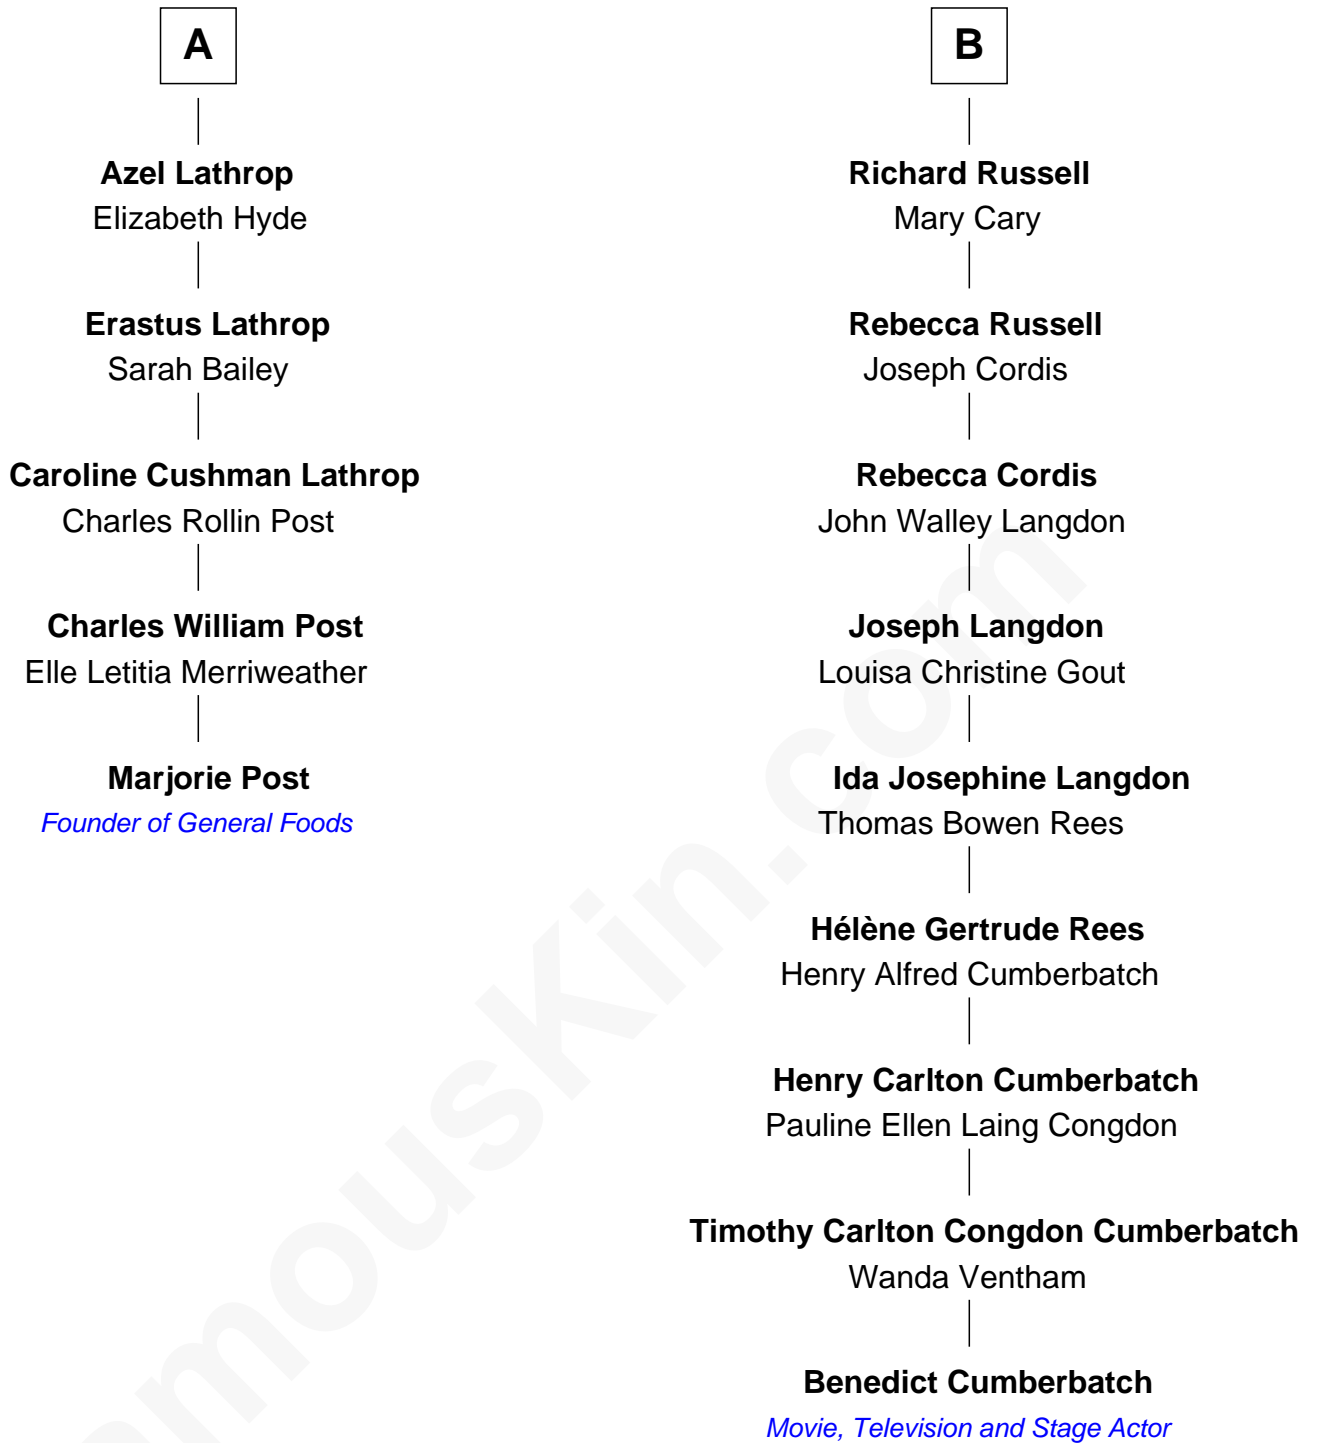 A
Azel Lathrop
Elizabeth Hyde
Erastus Lathrop
Sarah Bailey
Caroline Cushman Lathrop
Charles Rollin Post
Charles William Post
Elle Letitia Merriweather
Marjorie Post
Founder of General Foods
B
Richard Russell
Mary Cary
Rebecca Russell
Joseph Cordis
Rebecca Cordis
John Walley Langdon
Joseph Langdon
Louisa Christine Gout
Ida Josephine Langdon
Thomas Bowen Rees
Hélène Gertrude Rees
Henry Alfred Cumberbatch
Henry Carlton Cumberbatch
Pauline Ellen Laing Congdon
Timothy Carlton Congdon Cumberbatch
Wanda Ventham
Benedict Cumberbatch
Movie, Television and Stage Actor
amouskin.com